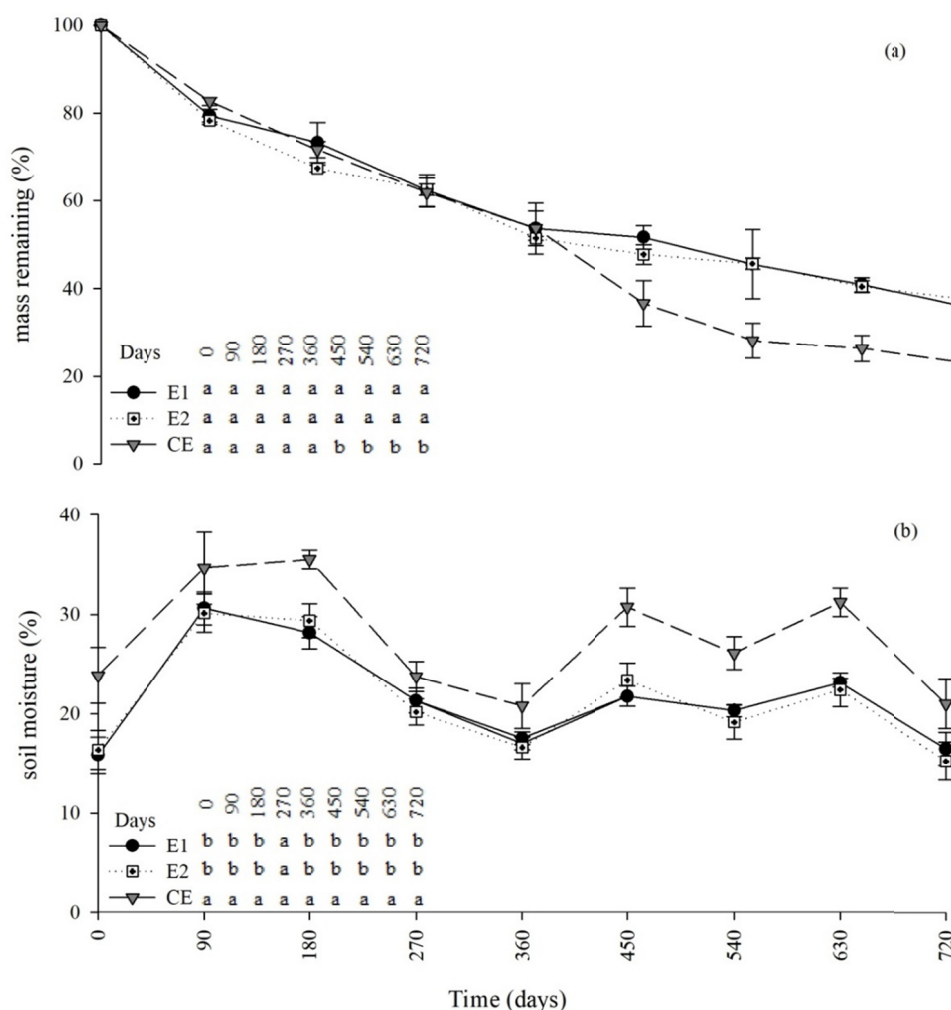 100
80
60
40
20
0
mass remaining (%)
(a)
Days 0 90 180 270 360 450 540 630 720
E1 a a a a a a a a a
E2 a a a a a a a a a
CE a a a a a b b b b
40
30
20
10
0
soil moisture (%)
(b)
Days 0 90 180 270 360 450 540 630 720
E1 b b b a b b b b b
E2 b b b a b b b b b
CE a a a a a a a a a
0 90 180 270 360 450 540 630 720
Time (days)